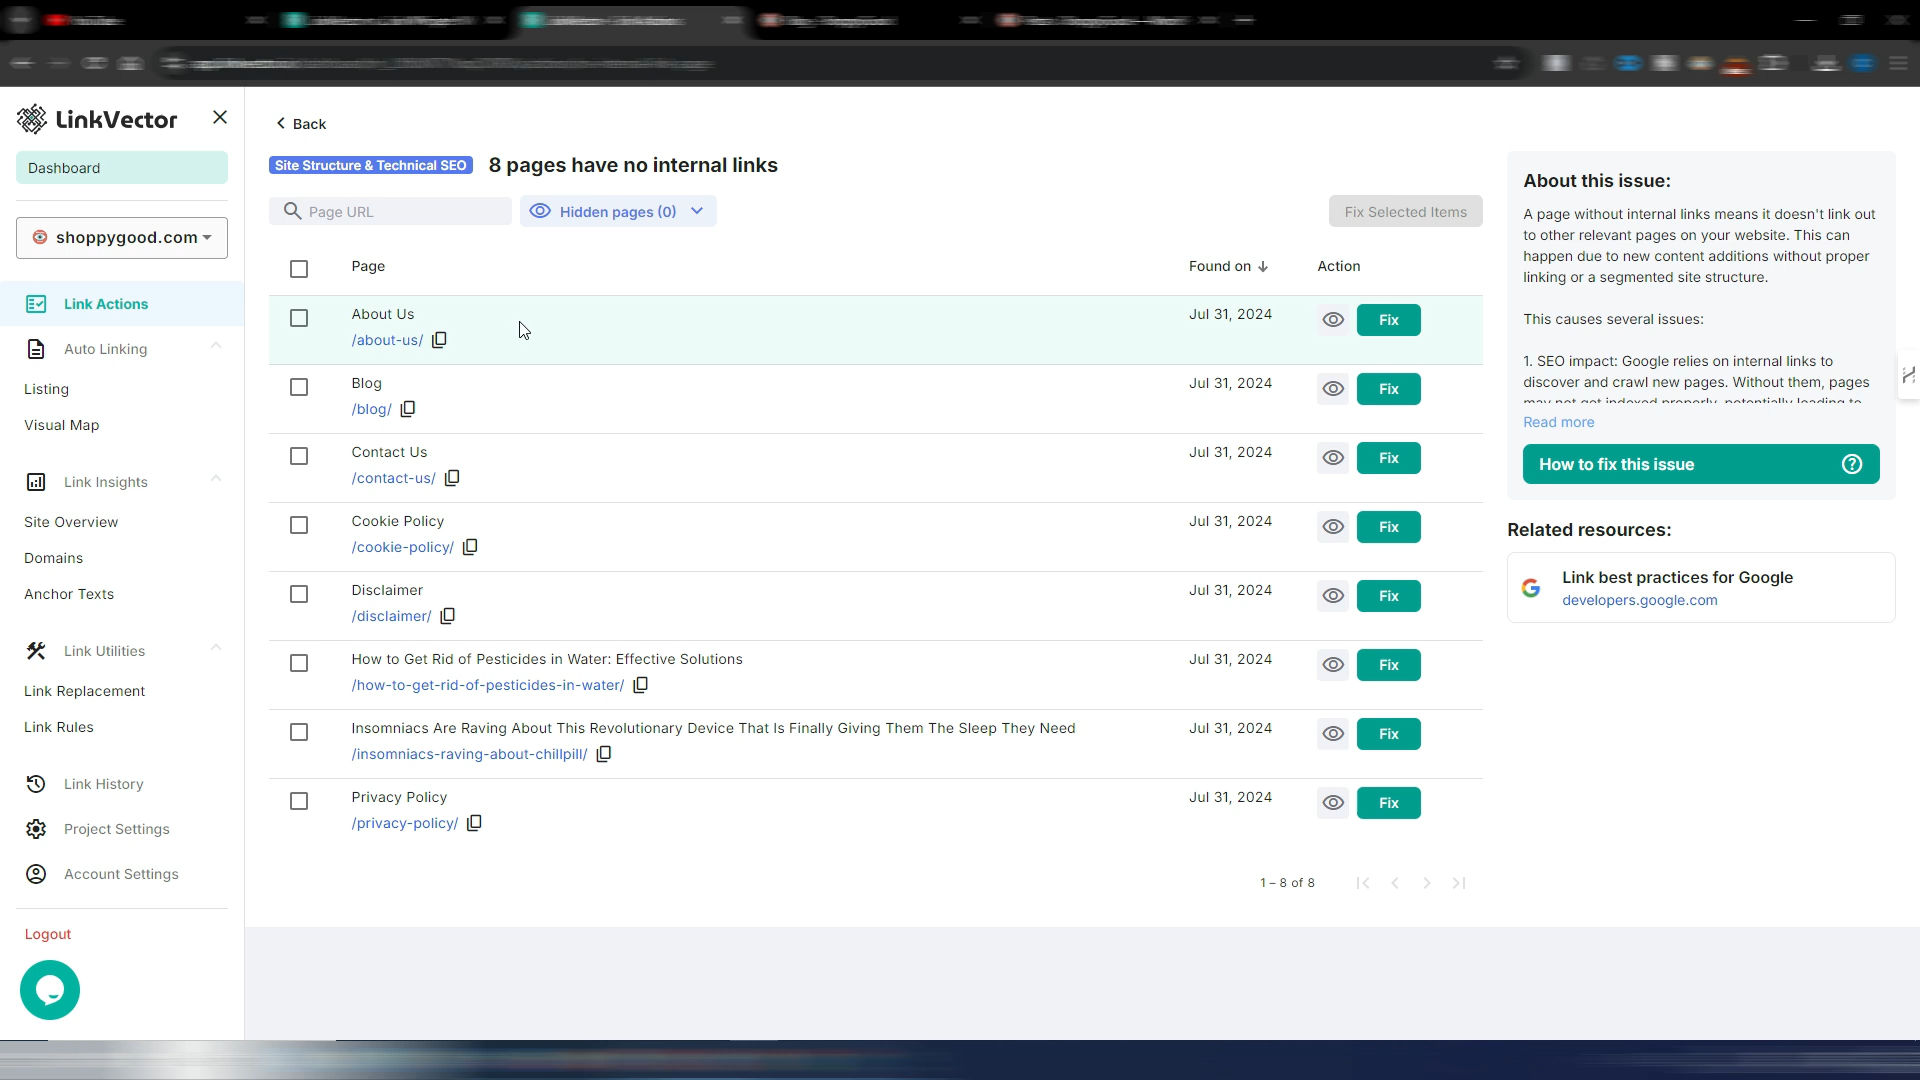 LinkVector
Dashboard
shoppygood.com
Link Actions
Auto Linking
Listing
Visual Map
Link Insights
Site Overview
Domains
Anchor Texts
Link Utilities
Link Replacement
Link Rules
Link History
Project Settings
Account Settings
Logout
Back
Site Structure & Technical SEO 8 pages have no internal links
Page URL Hidden pages (0) Fix Selected Items
Page Found on Action
About Us Jul 31, 2024 Fix
/about-us/
Blog Jul 31, 2024 Fix
/blog/
Contact Us Jul 31, 2024 Fix
/contact-us/
Cookie Policy Jul 31, 2024 Fix
/cookie-policy/
Disclaimer Jul 31, 2024 Fix
/disclaimer/
How to Get Rid of Pesticides in Water: Effective Solutions Jul 31, 2024 Fix
/how-to-get-rid-of-pesticides-in-water/
Insomniacs Are Raving About This Revolutionary Device That Is Finally Giving Them The Sleep They Need Jul 31, 2024 Fix
/insomniacs-raving-about-chillpill/
Privacy Policy Jul 31, 2024 Fix
/privacy-policy/
1 – 8 of 8
About this issue:
A page without internal links means it doesn't link out
to other relevant pages on your website. This can
happen due to new content additions without proper
linking or a segmented site structure.
This causes several issues:
1. SEO impact: Google relies on internal links to
discover and crawl new pages. Without them, pages
may not get indexed properly, potentially leading to
Read more
How to fix this issue
Related resources:
Link best practices for Google
developers.google.com